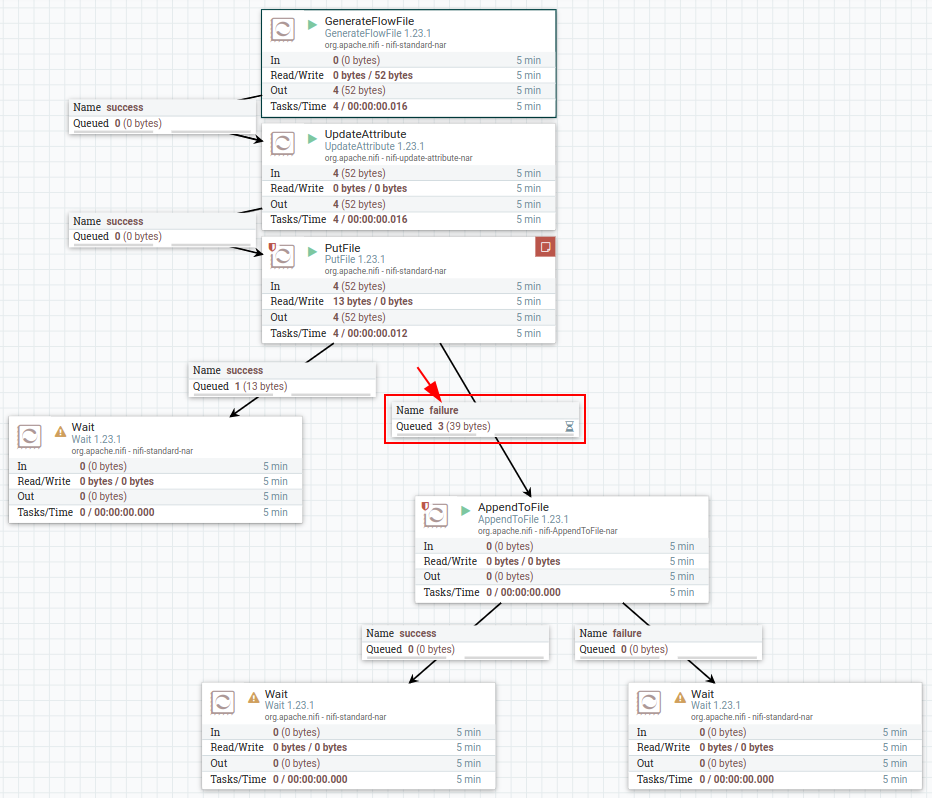 GenerateFlowFile
GenerateFlowFile 1.23.1
org.apache.nifi - nifi-standard-nar
In 0 (0 bytes) 5 min
Read/Write 0 bytes / 52 bytes 5 min
Out 4 (52 bytes) 5 min
Tasks/Time 4 / 00:00:00.016 5 min
Name success
Queued 0 (0 bytes)
UpdateAttribute
UpdateAttribute 1.23.1
org.apache.nifi - nifi-update-attribute-nar
In 4 (52 bytes) 5 min
Read/Write 0 bytes / 0 bytes 5 min
Out 4 (52 bytes) 5 min
Tasks/Time 4 / 00:00:00.016 5 min
Name success
Queued 0 (0 bytes)
PutFile
PutFile 1.23.1
org.apache.nifi - nifi-standard-nar
In 4 (52 bytes) 5 min
Read/Write 13 bytes / 0 bytes 5 min
Out 4 (52 bytes) 5 min
Tasks/Time 4 / 00:00:00.012 5 min
Name success
Queued 1 (13 bytes)
Name failure
Queued 3 (39 bytes)
Wait
Wait 1.23.1
org.apache.nifi - nifi-standard-nar
In 0 (0 bytes) 5 min
Read/Write 0 bytes / 0 bytes 5 min
Out 0 (0 bytes) 5 min
Tasks/Time 0 / 00:00:00.000 5 min
AppendToFile
AppendToFile 1.23.1
org.apache.nifi - nifi-AppendToFile-nar
In 0 (0 bytes) 5 min
Read/Write 0 bytes / 0 bytes 5 min
Out 0 (0 bytes) 5 min
Tasks/Time 0 / 00:00:00.000 5 min
Name success
Queued 0 (0 bytes)
Name failure
Queued 0 (0 bytes)
Wait
Wait 1.23.1
org.apache.nifi - nifi-standard-nar
In 0 (0 bytes) 5 min
Read/Write 0 bytes / 0 bytes 5 min
Out 0 (0 bytes) 5 min
Tasks/Time 0 / 00:00:00.000 5 min
Wait
Wait 1.23.1
org.apache.nifi - nifi-standard-nar
In 0 (0 bytes) 5 min
Read/Write 0 bytes / 0 bytes 5 min
Out 0 (0 bytes) 5 min
Tasks/Time 0 / 00:00:00.000 5 min